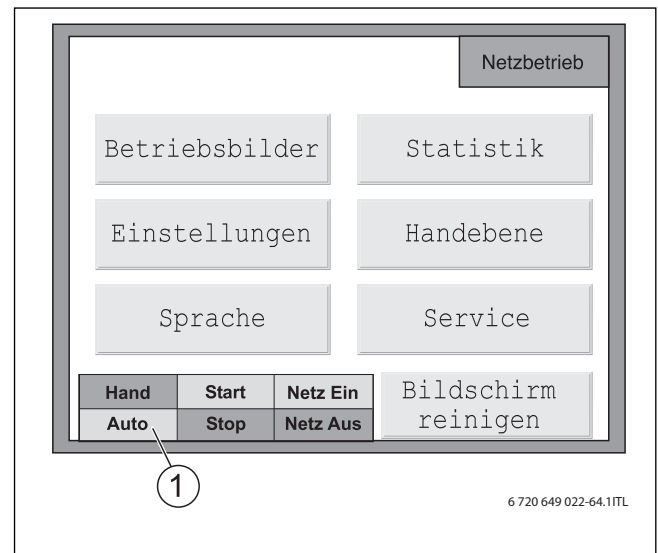 Netzbetrieb
Betriebsbilder
Statistik
Einstellungen
Handebene
Sprache
Service
Hand Start Netz Ein
Auto Stop Netz Aus
Bildschirm
reinigen
1
6 720 649 022-64.1ITL